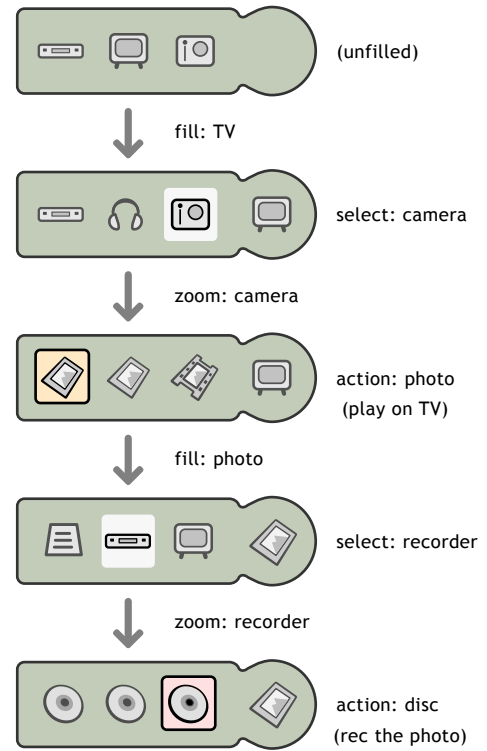 (unfilled)
fill: TV
select: camera
zoom: camera
action: photo
(play on TV)
fill: photo
select: recorder
zoom: recorder
action: disc
(rec the photo)